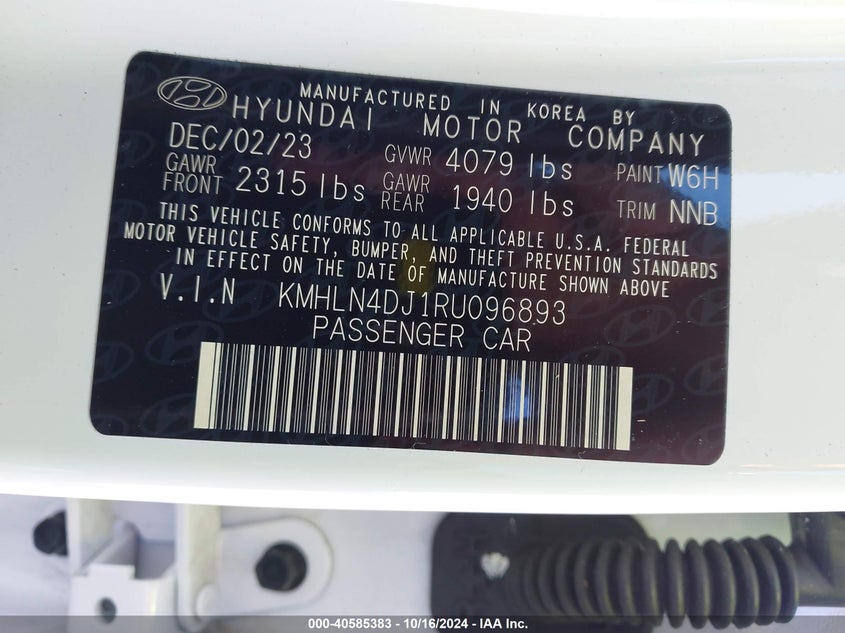 MANUFACTURED IN KOREA BY
HYUNDAI MOTOR COMPANY
DEC/02/23 GVWR 4079 lbs PAINT W6H
GAWR FRONT 2315 lbs GAWR REAR 1940 lbs TRIM NNB
THIS VEHICLE CONFORMS TO ALL APPLICABLE U.S.A. FEDERAL
MOTOR VEHICLE SAFETY, BUMPER, AND THEFT PREVENTION STANDARDS
IN EFFECT ON THE DATE OF MANUFACTURE SHOWN ABOVE
V.I.N KMHLN4DJ1RU096893
PASSENGER CAR
000-40585383 - 10/16/2024 - IAA Inc.